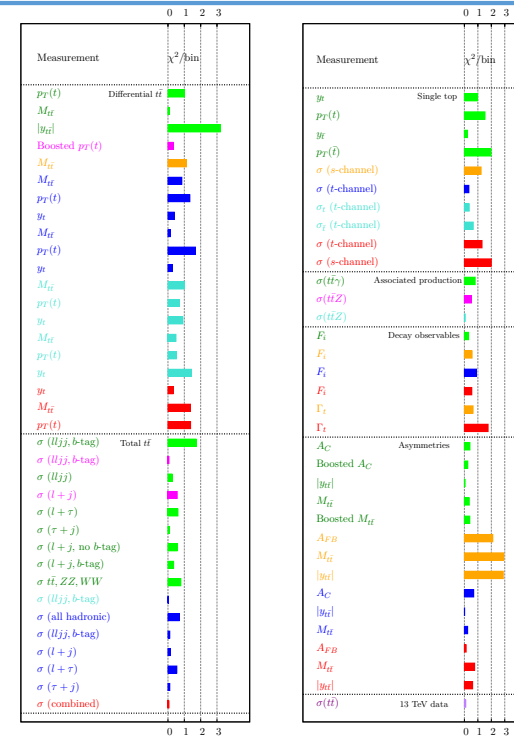 0 1 2 3
Measurement χ²/bin
p_T(t) Differential tt̄
M_tt̄
|y_tt̄|
Boosted p_T(t)
M_tt̄
M_tt̄
p_T(t)
y_t
M_tt̄
p_T(t)
y_t
M_tt̄
p_T(t)
y_t
M_tt̄
p_T(t)
y_t
y_t
M_tt̄
p_T(t)
σ (lljj, b-tag) Total tt̄
σ (lljj, b-tag)
σ (lljj)
σ (l + j)
σ (l + τ)
σ (τ + j)
σ (l + j, no b-tag)
σ (l + j, b-tag)
σ tt̄, ZZ, WW
σ (lljj, b-tag)
σ (all hadronic)
σ (lljj, b-tag)
σ (l + j)
σ (l + τ)
σ (τ + j)
σ (combined)
0 1 2 3
0 1 2 3
Measurement χ²/bin
y_t Single top
p_T(t)
y_t̄
p_T(t̄)
σ (s-channel)
σ (t-channel)
σ_t (t-channel)
σ_t̄ (t-channel)
σ (t-channel)
σ (s-channel)
σ(tt̄γ) Associated production
σ(tt̄Z)
σ(tt̄Z)
F_i Decay observables
F_i
F_i
F_i
Γ_t
Γ_t
A_C Asymmetries
Boosted A_C
|y_tt̄|
M_tt̄
Boosted M_tt̄
A_FB
M_tt̄
|y_tt̄|
A_C
|y_tt̄|
M_tt̄
A_FB
M_tt̄
|y_tt̄|
σ(tt̄) 13 TeV data
0 1 2 3